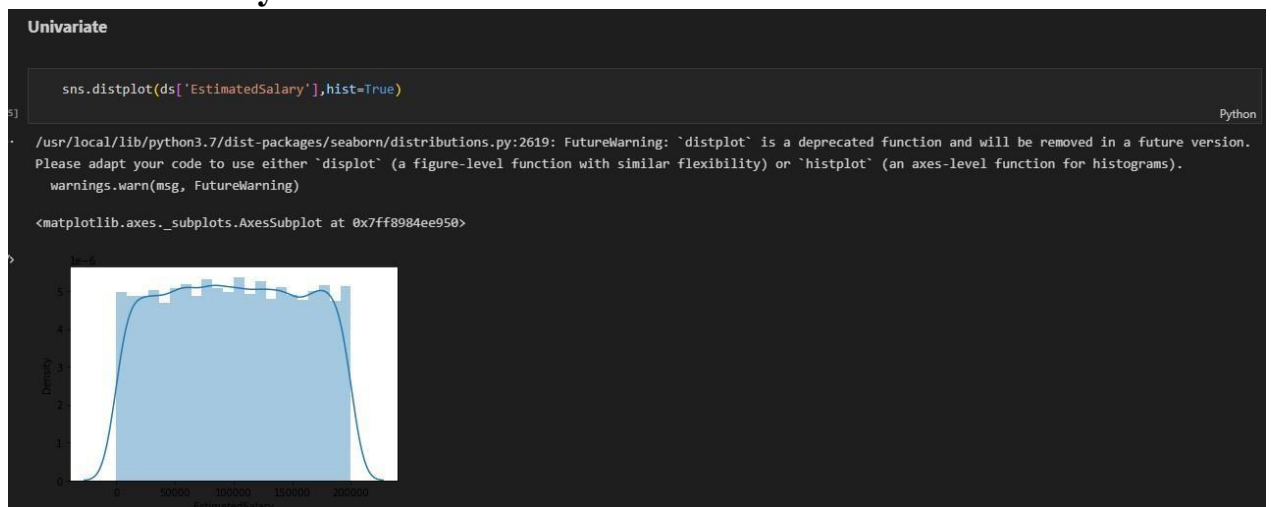 y
Univariate
sns.distplot(ds['EstimatedSalary'],hist=True)
5]
Python
/usr/local/lib/python3.7/dist-packages/seaborn/distributions.py:2619: FutureWarning: `distplot` is a deprecated function and will be removed in a future version.
Please adapt your code to use either `displot` (a figure-level function with similar flexibility) or `histplot` (an axes-level function for histograms).
warnings.warn(msg, FutureWarning)
<matplotlib.axes._subplots.AxesSubplot at 0x7ff8984ee950>
1e-6
5
4
3
2
1
0
Density
0 50000 100000 150000 200000
EstimatedSalary